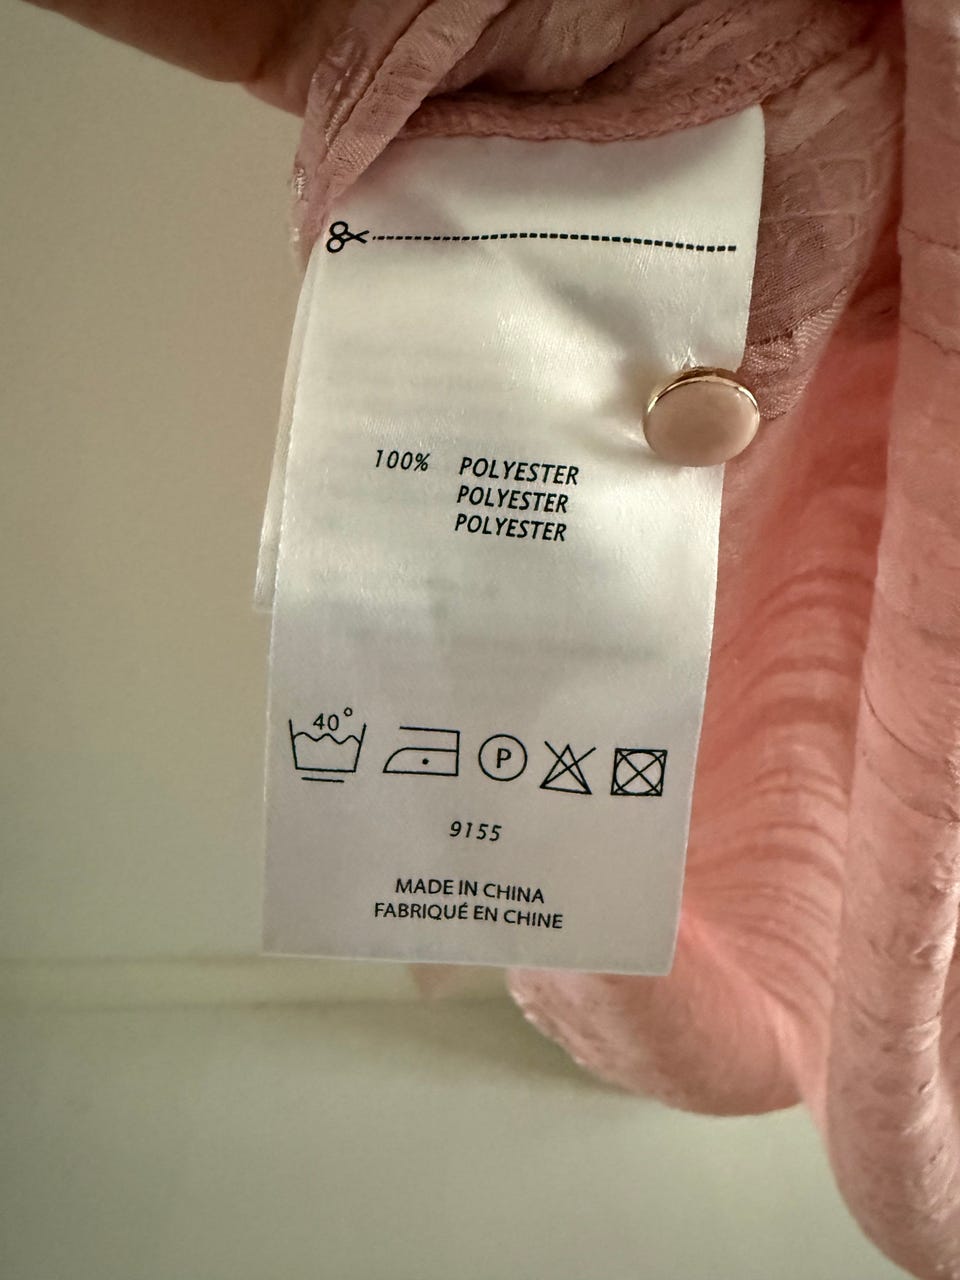 100% POLYESTER
POLYESTER
POLYESTER
40°
P
9155
MADE IN CHINA
FABRIQUÉ EN CHINE